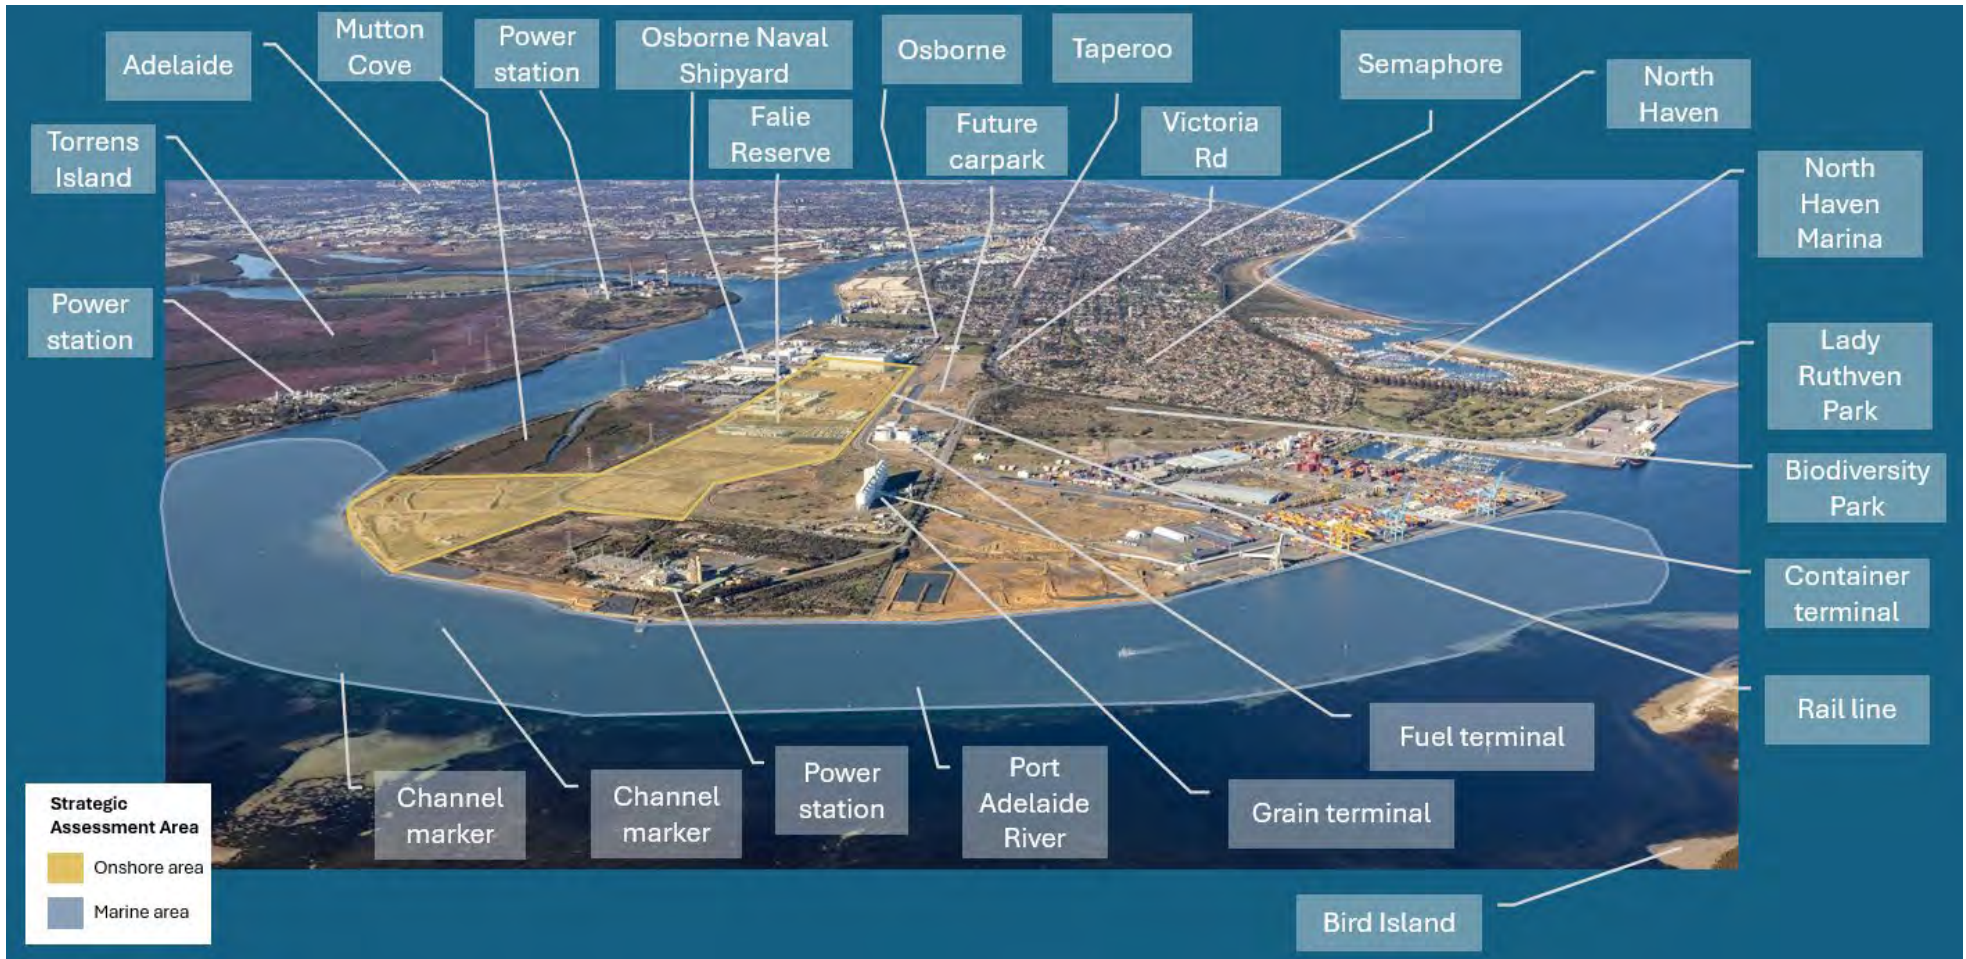 Adelaide
Mutton
Cove
Power
station
Osborne Naval
Shipyard
Osborne
Taperoo
Semaphore
North
Haven
Torrens
Island
Falie
Reserve
Future
carpark
Victoria
Rd
North
Haven
Marina
Power
station
Lady
Ruthven
Park
Biodiversity
Park
Container
terminal
Rail line
Fuel terminal
Grain terminal
Port
Adelaide
River
Power
station
Channel
marker
Channel
marker
Bird Island
Strategic
Assessment Area
Onshore area
Marine area